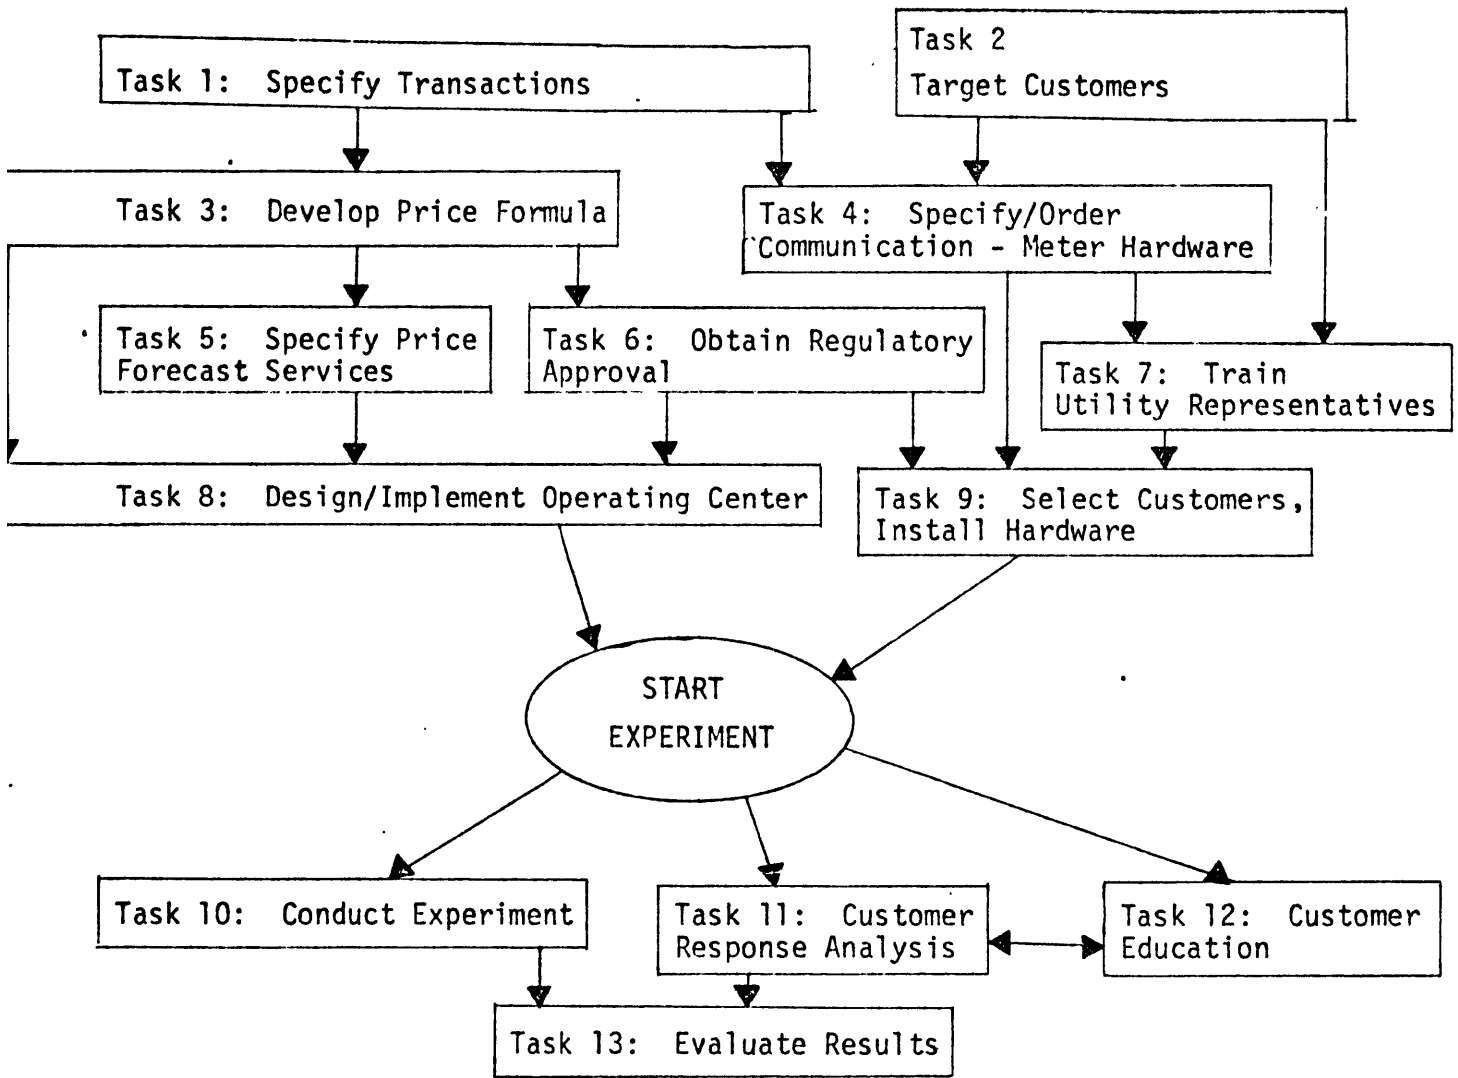 Task 1: Specify Transactions
Task 2
Target Customers
Task 3: Develop Price Formula
Task 4: Specify/Order
Communication - Meter Hardware
Task 5: Specify Price
Forecast Services
Task 6: Obtain Regulatory
Approval
Task 7: Train
Utility Representatives
Task 8: Design/Implement Operating Center
Task 9: Select Customers,
Install Hardware
START
EXPERIMENT
Task 10: Conduct Experiment
Task 11: Customer
Response Analysis
Task 12: Customer
Education
Task 13: Evaluate Results